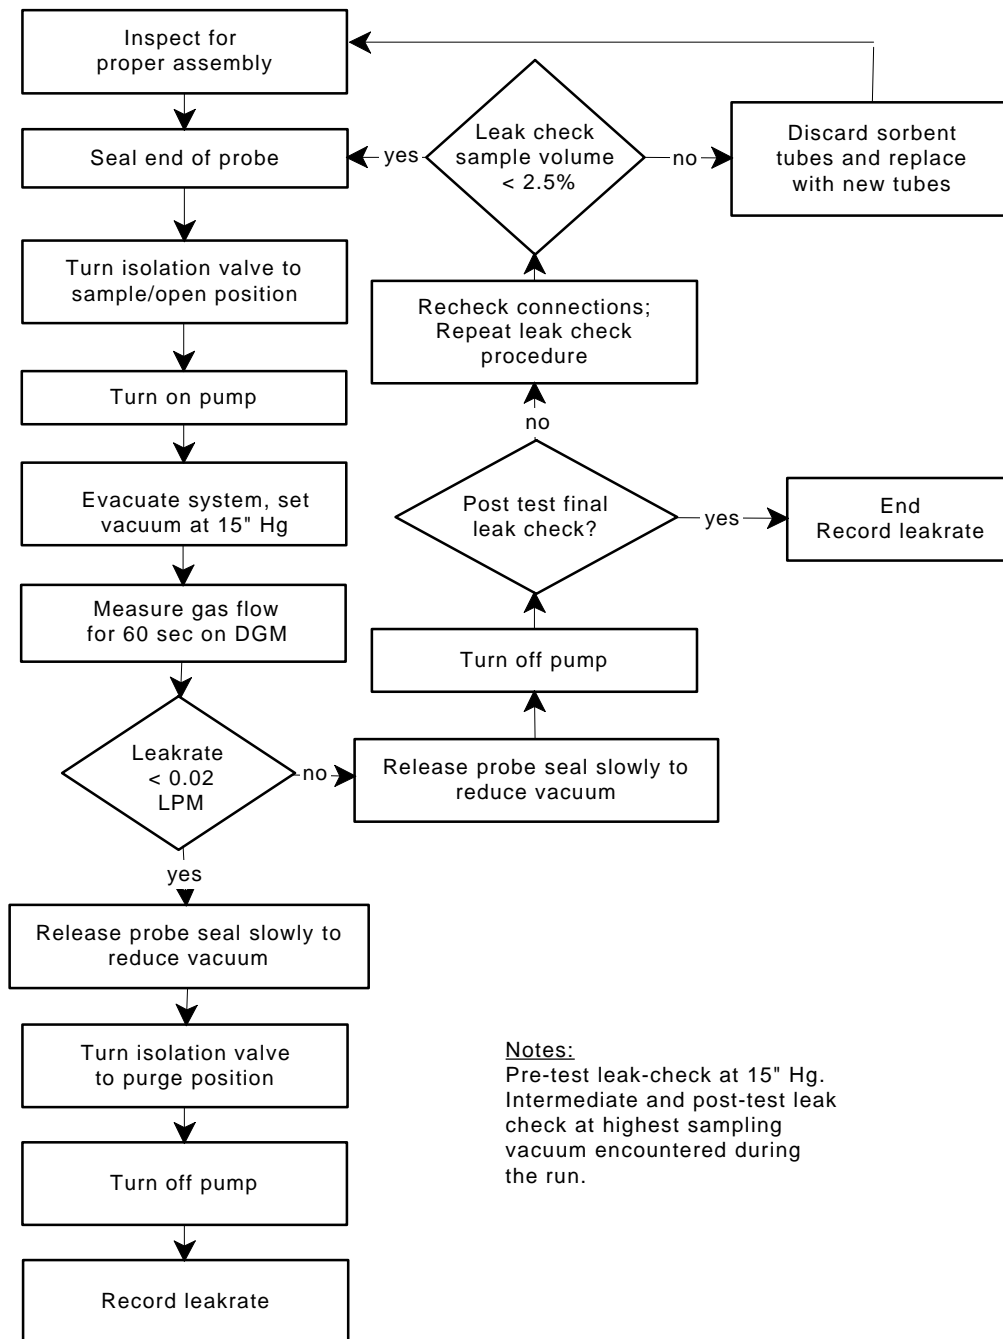 Inspect for
proper assembly
Seal end of probe
Turn isolation valve to
sample/open position
Turn on pump
Evacuate system, set
vacuum at 15" Hg
Measure gas flow
for 60 sec on DGM
Leakrate
< 0.02
LPM
no
yes
Release probe seal slowly to
reduce vacuum
Turn isolation valve
to purge position
Turn off pump
Record leakrate
Release probe seal slowly to
reduce vacuum
Turn off pump
Post test final
leak check?
yes
End
Record leakrate
no
Recheck connections;
Repeat leak check
procedure
Leak check
sample volume
< 2.5%
yes
no
Discard sorbent
tubes and replace
with new tubes
Notes:
Pre-test leak-check at 15" Hg.
Intermediate and post-test leak
check at highest sampling
vacuum encountered during
the run.